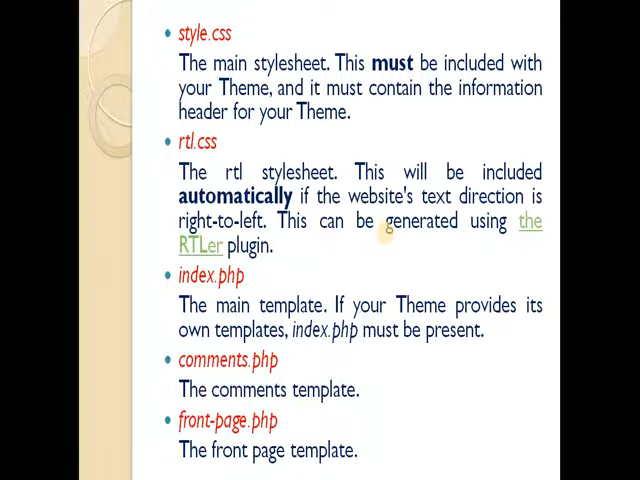 style.css
The main stylesheet. This must be included with
your Theme, and it must contain the information
header for your Theme.
rtl.css
The rtl stylesheet. This will be included
automatically if the website's text direction is
right-to-left. This can be generated using the
RTLer plugin.
index.php
The main template. If your Theme provides its
own templates, index.php must be present.
comments.php
The comments template.
front-page.php
The front page template.